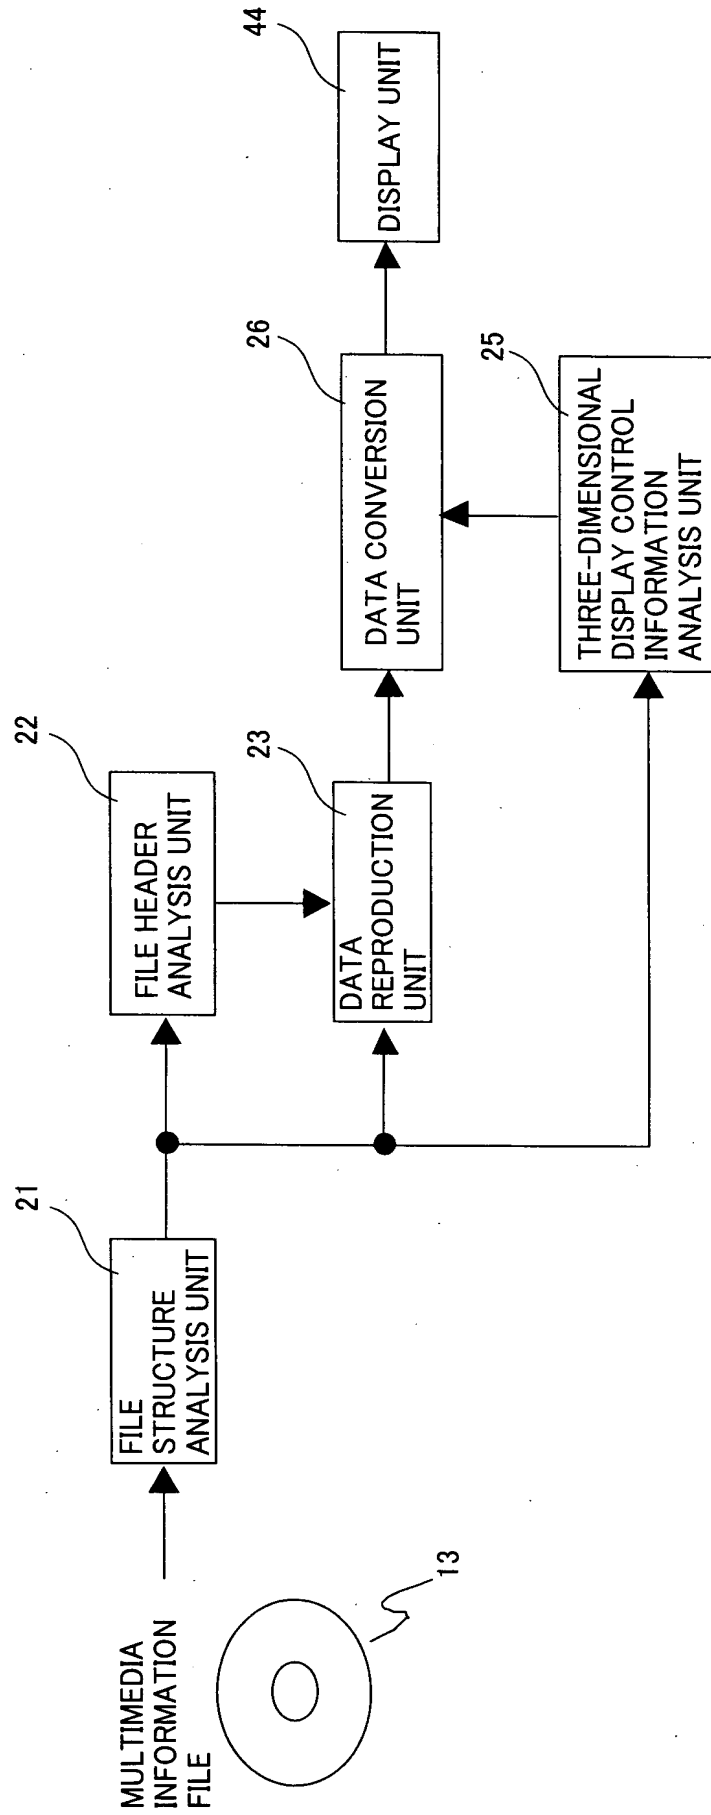 MULTIMEDIA
INFORMATION
FILE
13
21
FILE
STRUCTURE
ANALYSIS UNIT
22
FILE HEADER
ANALYSIS UNIT
23
DATA
REPRODUCTION
UNIT
26
DATA CONVERSION
UNIT
25
THREE-DIMENSIONAL
DISPLAY CONTROL
INFORMATION
ANALYSIS UNIT
44
DISPLAY UNIT